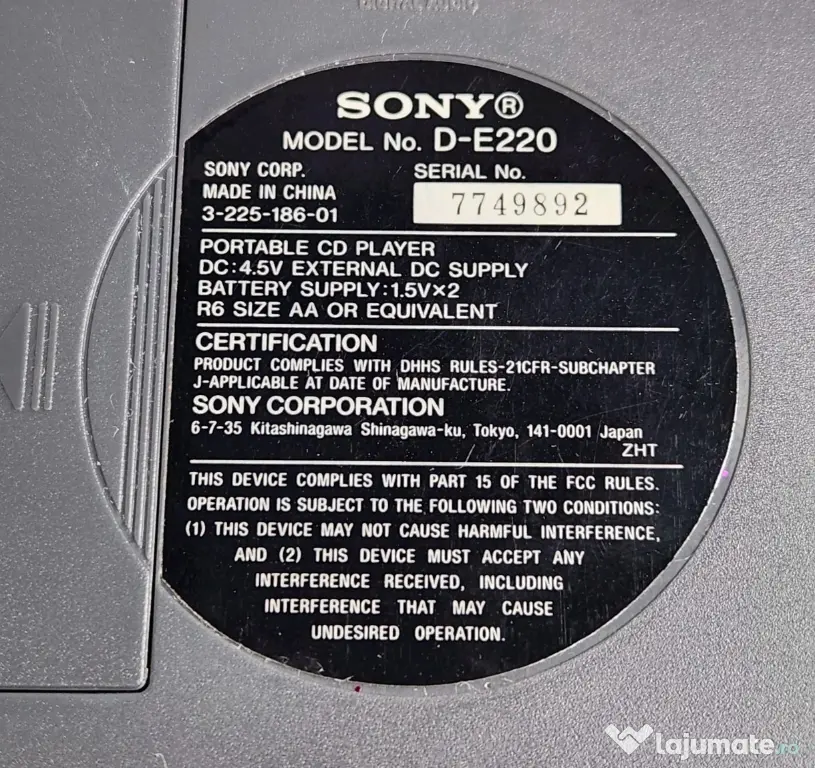 DIGITAL AUDIO
SONY®
MODEL No. D-E220
SONY CORP.
MADE IN CHINA
3-225-186-01
SERIAL No.
7749892
PORTABLE CD PLAYER
DC:4.5V EXTERNAL DC SUPPLY
BATTERY SUPPLY:1.5V×2
R6 SIZE AA OR EQUIVALENT
CERTIFICATION
PRODUCT COMPLIES WITH DHHS RULES-21CFR-SUBCHAPTER
J-APPLICABLE AT DATE OF MANUFACTURE.
SONY CORPORATION
6-7-35 Kitashinagawa Shinagawa-ku, Tokyo, 141-0001 Japan
ZHT
THIS DEVICE COMPLIES WITH PART 15 OF THE FCC RULES.
OPERATION IS SUBJECT TO THE FOLLOWING TWO CONDITIONS:
(1) THIS DEVICE MAY NOT CAUSE HARMFUL INTERFERENCE,
AND (2) THIS DEVICE MUST ACCEPT ANY
INTERFERENCE RECEIVED, INCLUDING
INTERFERENCE THAT MAY CAUSE
UNDESIRED OPERATION.
lajumate.ro